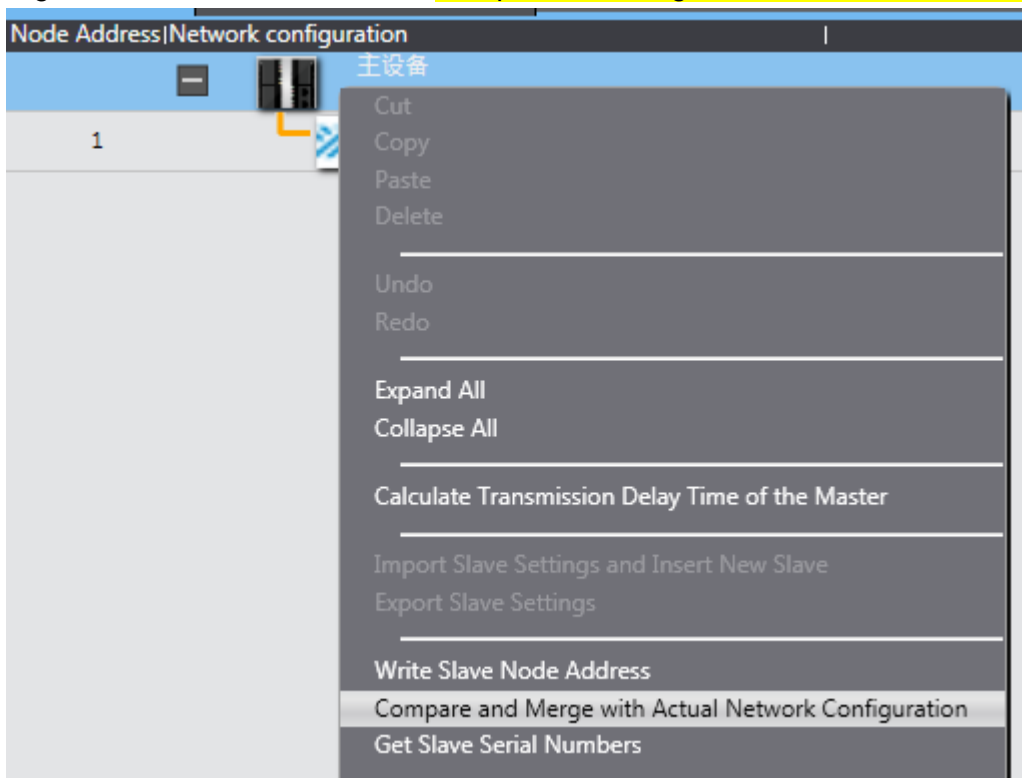 Node Address|Network configuration|
主设备
1
Cut
Copy
Paste
Delete
Undo
Redo
Expand All
Collapse All
Calculate Transmission Delay Time of the Master
Import Slave Settings and Insert New Slave
Export Slave Settings
Write Slave Node Address
Compare and Merge with Actual Network Configuration
Get Slave Serial Numbers